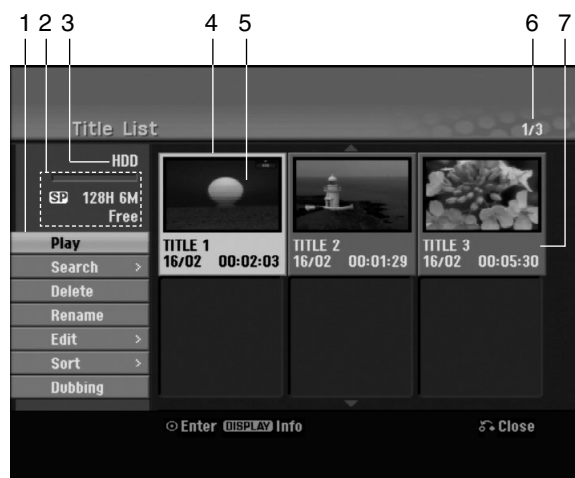 1 2 3 4 5 6 7
Title List
1/3
HDD
SP 128H 6M
Free
Play
Search >
Delete
Rename
Edit >
Sort >
Dubbing
TITLE 1
16/02 00:02:03
TITLE 2
16/02 00:01:29
TITLE 3
16/02 00:05:30
Enter DISPLAY Info
Close